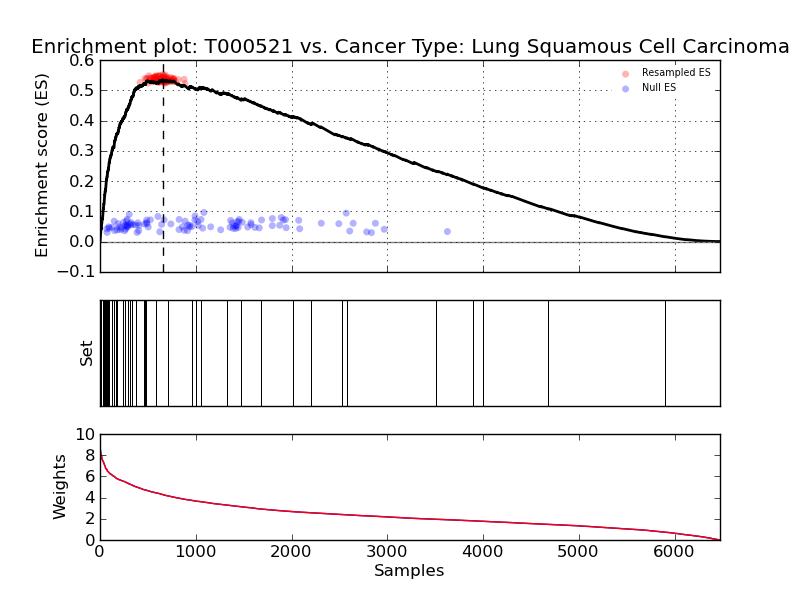 Enrichment plot: T000521 vs. Cancer Type: Lung Squamous Cell Carcinoma
0.6
0.5
0.4
0.3
0.2
0.1
0.0
−0.1
Enrichment score (ES)
Resampled ES
Null ES
Set
10
8
6
4
2
0
Weights
0 1000 2000 3000 4000 5000 6000
Samples